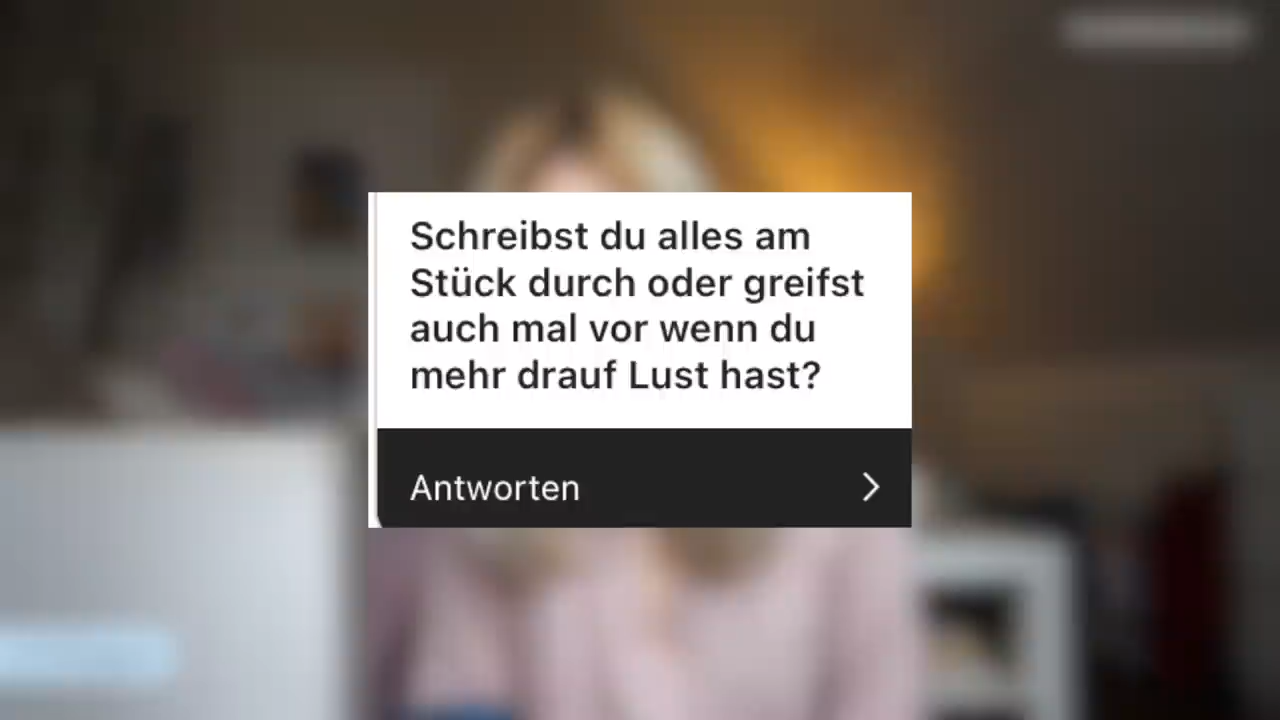 Schreibst du alles am
Stück durch oder greifst
auch mal vor wenn du
mehr drauf Lust hast?
Antworten